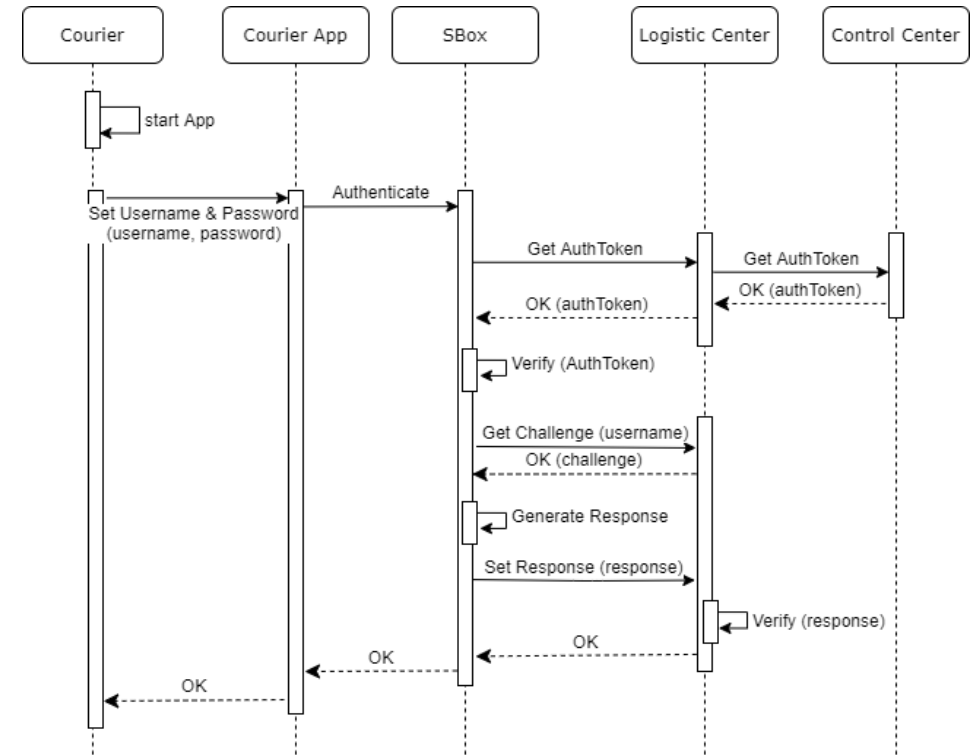 Courier
Courier App
SBox
Logistic Center
Control Center
start App
Set Username & Password
(username, password)
Authenticate
Get AuthToken
Get AuthToken
OK (authToken)
OK (authToken)
Verify (AuthToken)
Get Challenge (username)
OK (challenge)
Generate Response
Set Response (response)
Verify (response)
OK
OK
OK